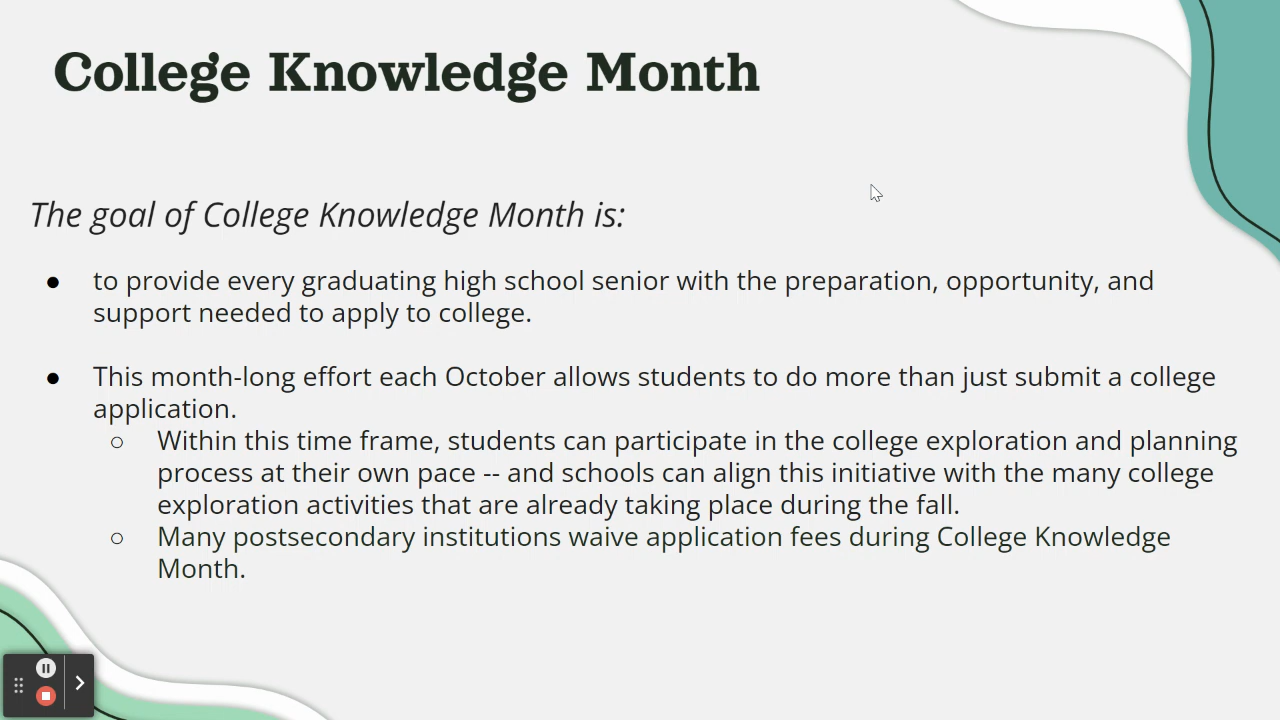 College Knowledge Month
The goal of College Knowledge Month is:
● to provide every graduating high school senior with the preparation, opportunity, and
support needed to apply to college.
● This month-long effort each October allows students to do more than just submit a college
application.
○ Within this time frame, students can participate in the college exploration and planning
process at their own pace -- and schools can align this initiative with the many college
exploration activities that are already taking place during the fall.
○ Many postsecondary institutions waive application fees during College Knowledge
Month.